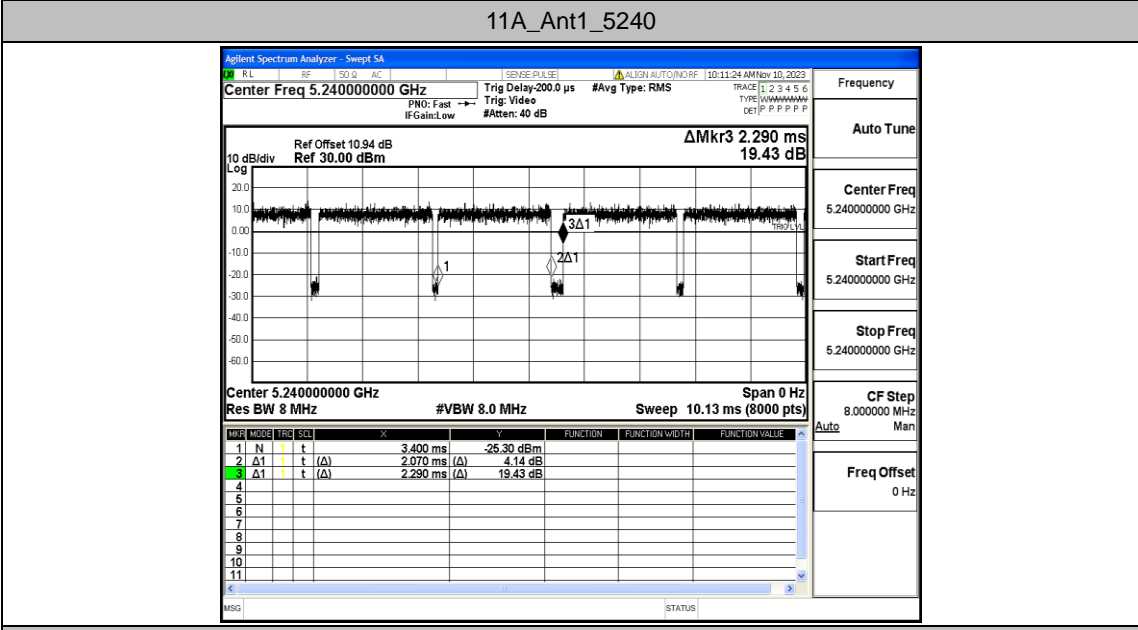 11A_Ant1_5240
Agilent Spectrum Analyzer - Swept SA
RL RF 50 Ω AC SENSE:PULSE ALIGN AUTO/NO RF 10:11:24 AM Nov 10, 2023
Center Freq 5.240000000 GHz
PNO: Fast
IFGain:Low
Trig Delay-200.0 µs
Trig: Video
#Atten: 40 dB
#Avg Type: RMS
TRACE 1 2 3 4 5 6
TYPE WWWWWW
DET P P P P P P
ΔMkr3 2.290 ms
19.43 dB
Ref Offset 10.94 dB
10 dB/div Ref 30.00 dBm
Log
20.0
10.0
0.00
-10.0
-20.0
-30.0
-40.0
-50.0
-60.0
3Δ1
TRIG LVL
2Δ1
1
Center 5.240000000 GHz Span 0 Hz
Res BW 8 MHz #VBW 8.0 MHz Sweep 10.13 ms (8000 pts)
MKR MODE TRC SCL X Y FUNCTION FUNCTION WIDTH FUNCTION VALUE
1 N 1 t 3.400 ms -25.30 dBm
2 Δ1 1 t (Δ) 2.070 ms (Δ) 4.14 dB
3 Δ1 1 t (Δ) 2.290 ms (Δ) 19.43 dB
4
5
6
7
8
9
10
11
MSG STATUS
Frequency
Auto Tune
Center Freq
5.240000000 GHz
Start Freq
5.240000000 GHz
Stop Freq
5.240000000 GHz
CF Step
8.000000 MHz
Auto Man
Freq Offset
0 Hz